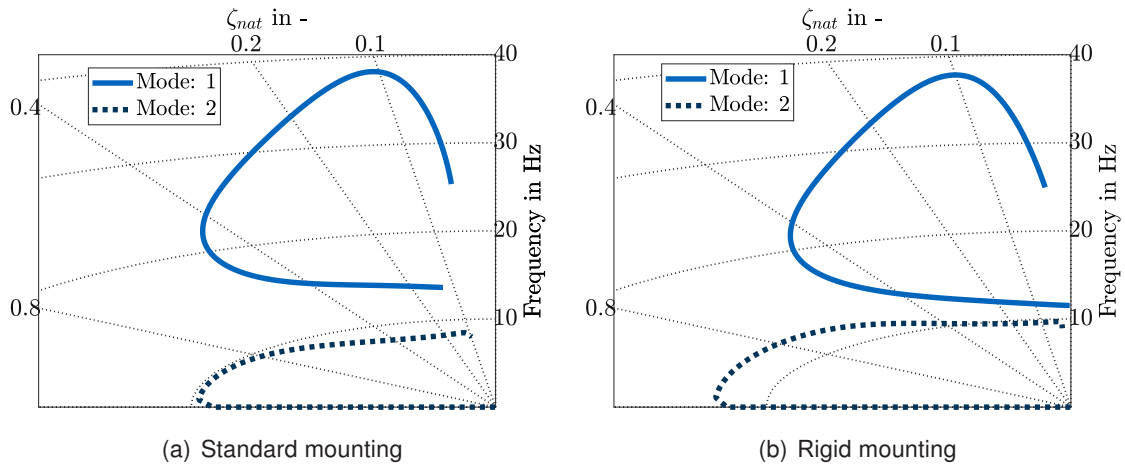 ζnat in -
0.2 0.1
40
Mode: 1
Mode: 2
0.4
30
20
10
0.8
Frequency in Hz
(a) Standard mounting
ζnat in -
0.2 0.1
40
Mode: 1
Mode: 2
0.4
30
20
10
0.8
Frequency in Hz
(b) Rigid mounting